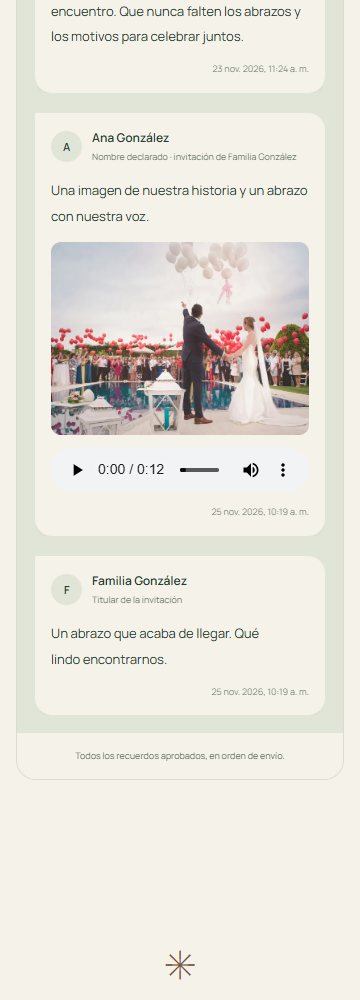 encuentro. Que nunca falten los abrazos y
los motivos para celebrar juntos.
23 nov. 2026, 11:24 a. m.
A
Ana González
Nombre declarado · invitación de Familia González
Una imagen de nuestra historia y un abrazo
con nuestra voz.
0:00 / 0:12
25 nov. 2026, 10:19 a. m.
F
Familia González
Titular de la invitación
Un abrazo que acaba de llegar. Qué
lindo encontrarnos.
25 nov. 2026, 10:19 a. m.
Todos los recuerdos aprobados, en orden de envío.